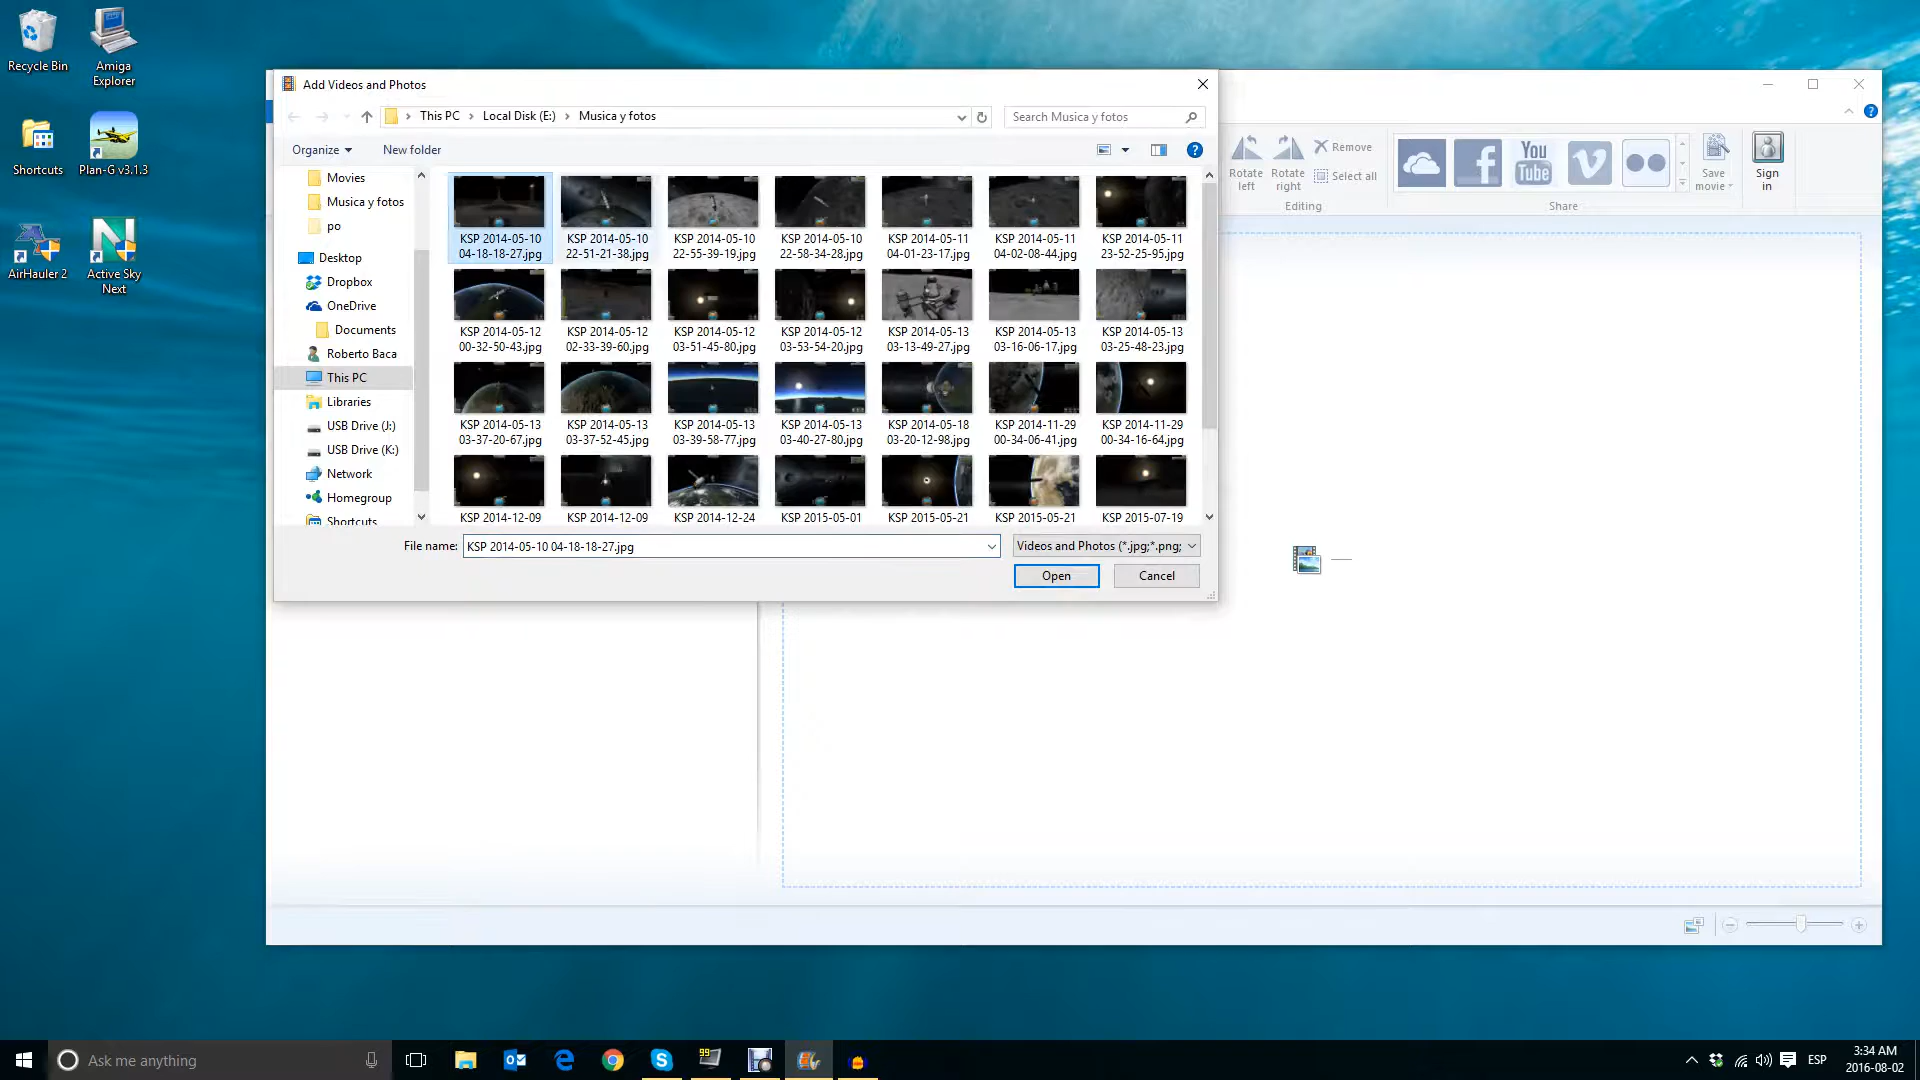 Recycle Bin
Amiga
Explorer
Shortcuts
Plan-G v3.1.3
AirHauler 2
Active Sky
Next
Add Videos and Photos
This PC
Local Disk (E:)
Musica y fotos
Search Musica y fotos
Organize
New folder
Movies
Musica y fotos
po
Desktop
Dropbox
OneDrive
Documents
Roberto Baca
This PC
Libraries
USB Drive (J:)
USB Drive (K:)
Network
Homegroup
Shortcuts
KSP 2014-05-10
04-18-18-27.jpg
KSP 2014-05-10
22-51-21-38.jpg
KSP 2014-05-10
22-55-39-19.jpg
KSP 2014-05-10
22-58-34-28.jpg
KSP 2014-05-11
04-01-23-17.jpg
KSP 2014-05-11
04-02-08-44.jpg
KSP 2014-05-11
23-52-25-95.jpg
KSP 2014-05-12
00-32-50-43.jpg
KSP 2014-05-12
02-33-39-60.jpg
KSP 2014-05-12
03-51-45-80.jpg
KSP 2014-05-12
03-53-54-20.jpg
KSP 2014-05-13
03-13-49-27.jpg
KSP 2014-05-13
03-16-06-17.jpg
KSP 2014-05-13
03-25-48-23.jpg
KSP 2014-05-13
03-37-20-67.jpg
KSP 2014-05-13
03-37-52-45.jpg
KSP 2014-05-13
03-39-58-77.jpg
KSP 2014-05-13
03-40-27-80.jpg
KSP 2014-05-18
03-20-12-98.jpg
KSP 2014-11-29
00-34-06-41.jpg
KSP 2014-11-29
00-34-16-64.jpg
KSP 2014-12-09
KSP 2014-12-09
KSP 2014-12-24
KSP 2015-05-01
KSP 2015-05-21
KSP 2015-05-21
KSP 2015-07-19
File name:
KSP 2014-05-10 04-18-18-27.jpg
Videos and Photos (*.jpg;*.png;
Open
Cancel
Rotate
left
Rotate
right
Remove
Select all
Editing
You
Tube
Save
movie
Share
Sign
in
Ask me anything
99
ESP
3:34 AM
2016-08-02